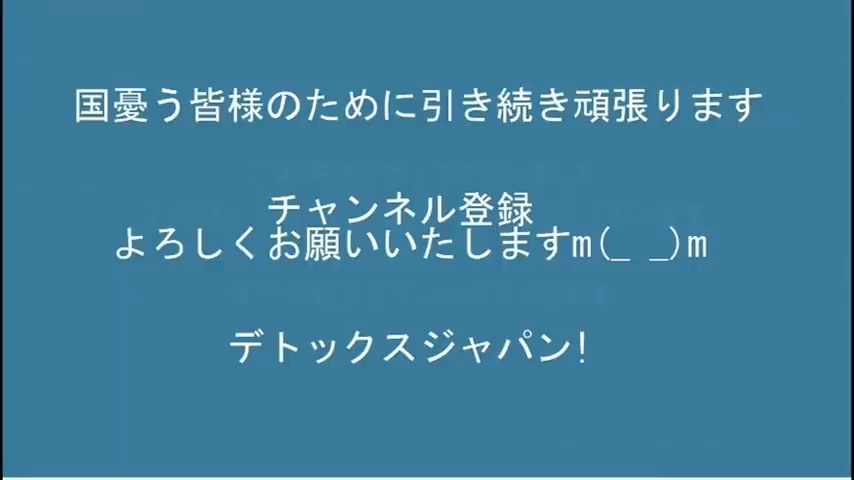 国憂う皆様のために引き続き頑張ります
チャンネル登録
よろしくお願いいたしますm(_ _)m
デトックスジャパン!